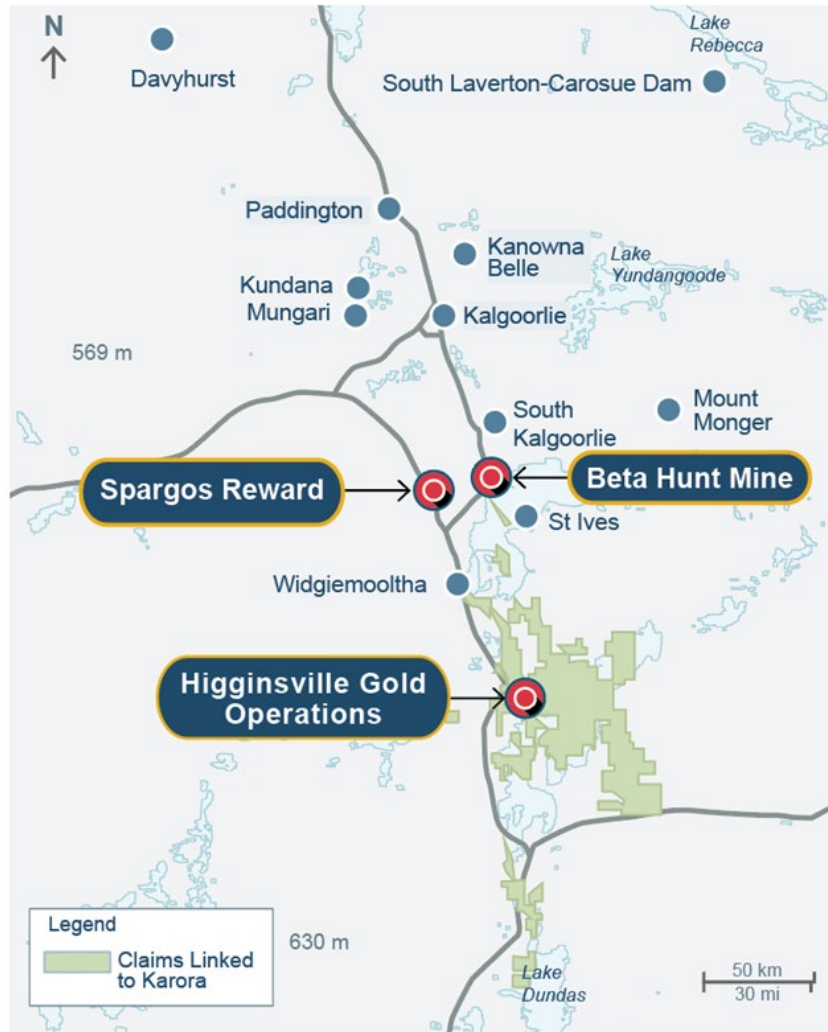 N
Lake
Rebecca
Davyhurst
South Laverton-Carosue Dam
Paddington
Kanowna
Belle
Lake
Yundangoode
Kundana
Mungari
Kalgoorlie
569 m
South
Kalgoorlie
Mount
Monger
Spargos Reward
Beta Hunt Mine
St Ives
Widgiemooltha
Higginsville Gold
Operations
Legend
Claims Linked
to Karora
630 m
Lake
Dundas
50 km
30 mi